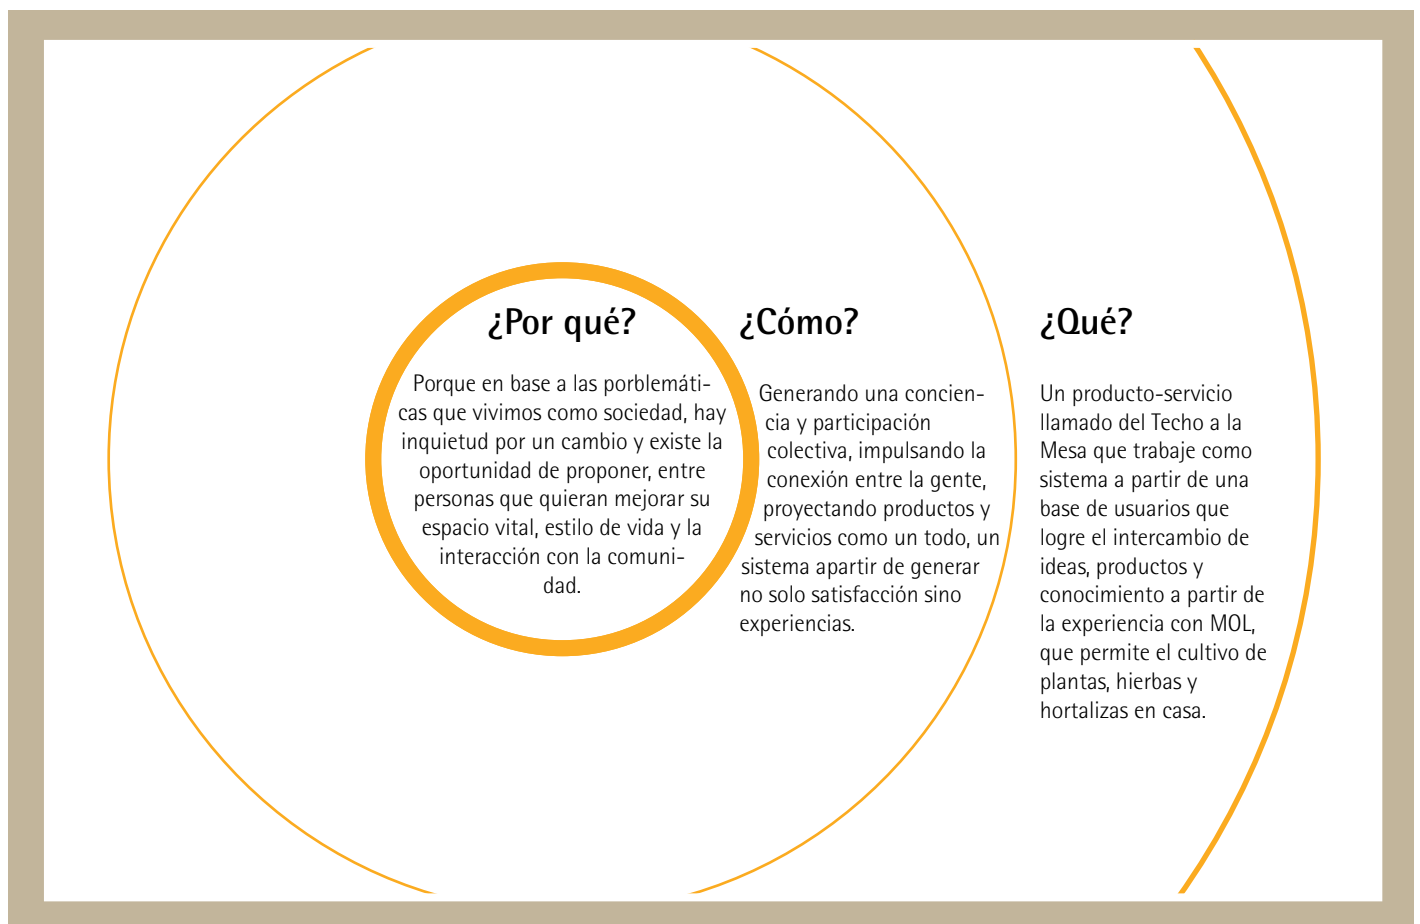 ¿Por qué?
Porque en base a las porblemáti-
cas que vivimos como sociedad, hay
inquietud por un cambio y existe la
oportunidad de proponer, entre
personas que quieran mejorar su
espacio vital, estilo de vida y la
interacción con la comuni-
dad.
¿Cómo?
Generando una concien-
cia y participación
colectiva, impulsando la
conexión entre la gente,
proyectando productos y
servicios como un todo, un
sistema apartir de generar
no solo satisfacción sino
experiencias.
¿Qué?
Un producto-servicio
llamado del Techo a la
Mesa que trabaje como
sistema a partir de una
base de usuarios que
logre el intercambio de
ideas, productos y
conocimiento a partir de
la experiencia con MOL,
que permite el cultivo de
plantas, hierbas y
hortalizas en casa.